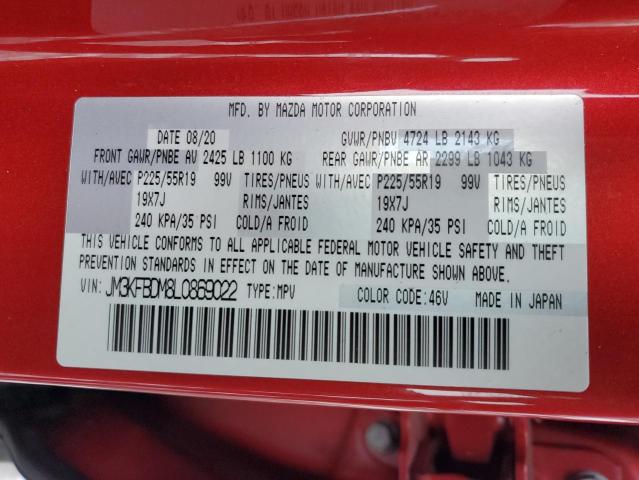 MFD. BY MAZDA MOTOR CORPORATION
DATE 08/20 GVWR/PNBV 4724 LB 2143 KG
FRONT GAWR/PNBE AV 2425 LB 1100 KG REAR GAWR/PNBE AR 2299 LB 1043 KG
WITH/AVEC P225/55R19 99V TIRES/PNEUS WITH/AVEC P225/55R19 99V TIRES/PNEUS
19X7J RIMS/JANTES 19X7J RIMS/JANTES
240 KPA/35 PSI COLD/A FROID 240 KPA/35 PSI COLD/A FROID
THIS VEHICLE CONFORMS TO ALL APPLICABLE FEDERAL MOTOR VEHICLE SAFETY AND THEFT
PREVENTION STANDARDS IN EFFECT ON THE DATE OF MANUFACTURE SHOWN ABOVE.
VIN: JM3KFBDM8L0869022 TYPE:MPV COLOR CODE:46V MADE IN JAPAN